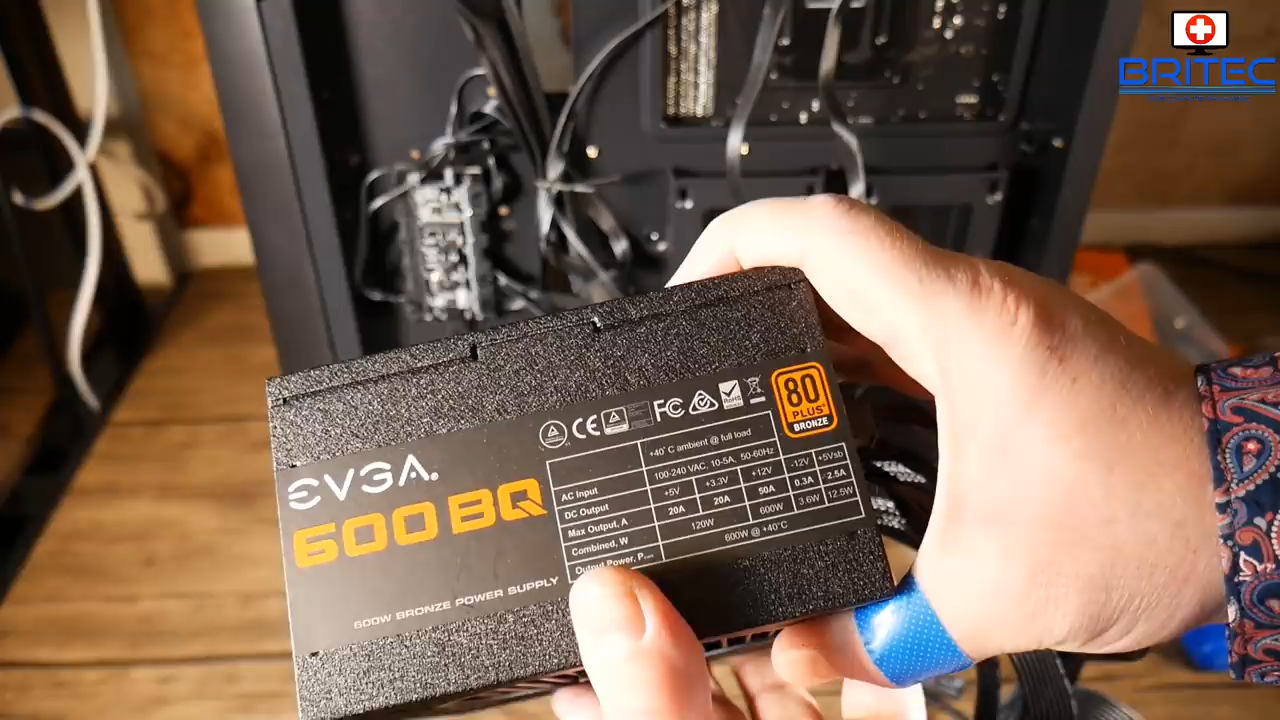 BRITEC
EVGA.
600 BQ
600W BRONZE POWER SUPPLY
CE
FC
RoHS
80
PLUS
BRONZE
+40°C ambient @ full load
AC Input 100-240 VAC, 10-5A, 50-60Hz
DC Output +5V +3.3V +12V -12V +5Vsb
Max Output, A 20A 20A 50A 0.3A 2.5A
Combined, W 120W 600W 3.6W 12.5W
Output Power, P 600W @ +40°C